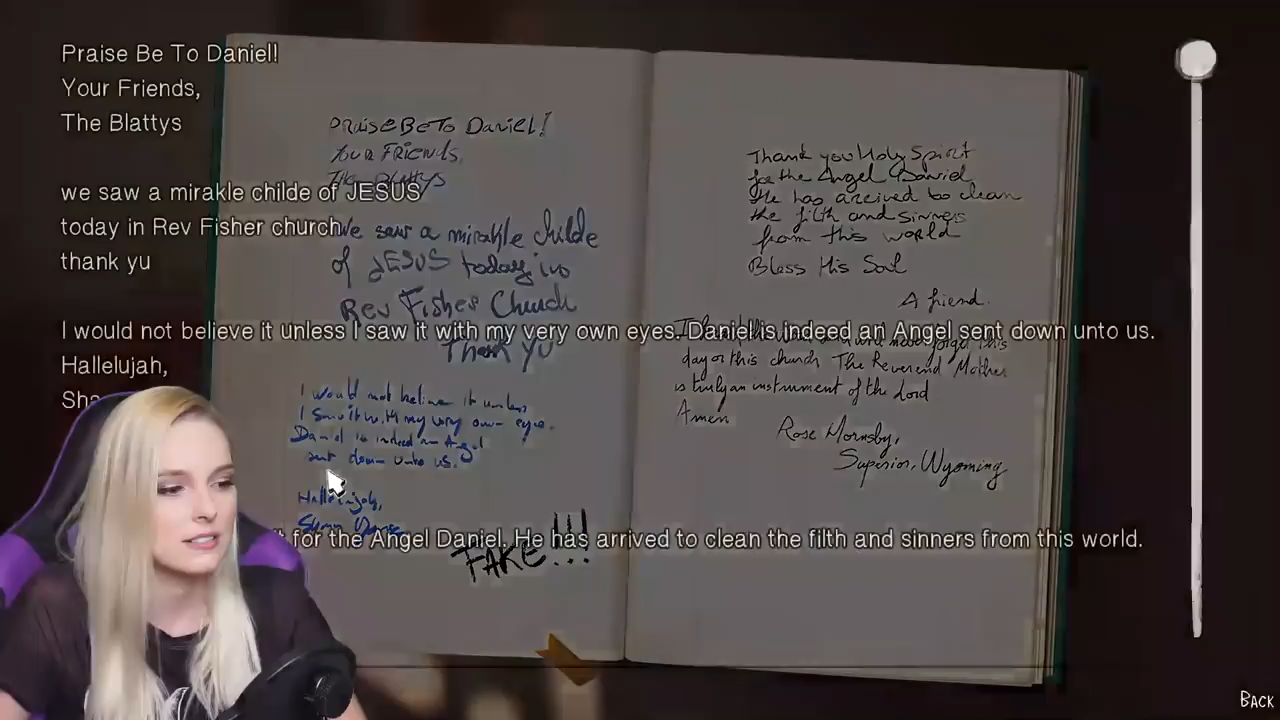 Praise Be To Daniel!
Your Friends,
The Blattys
we saw a mirakle childe of JESUS
today in Rev Fisher church
thank yu
I would not believe it unless I saw it with my very own eyes. Daniel is indeed an Angel sent down unto us.
Hallelujah,
for the Angel Daniel. He has arrived to clean the filth and sinners from this world.
Praise Be To Daniel!
Your Friends,
The Blattys
We saw a mirakle childe
of JESUS today in
Rev Fisher Church
Thank Yu
I would not believe it unless
I saw it with my very own eyes.
Daniel is indeed an Angel
sent down unto us.
Hallelujah,
FAKE!!!
Thank you Holy Spirit
for the Angel Daniel
He has arrived to clean
the filth and sinners
from this world
Bless His Soul
A friend.
day or this church The Reverend Mother
is truly an instrument of the Lord
Amen
Rose Mornsby,
Superior, Wyoming
Back